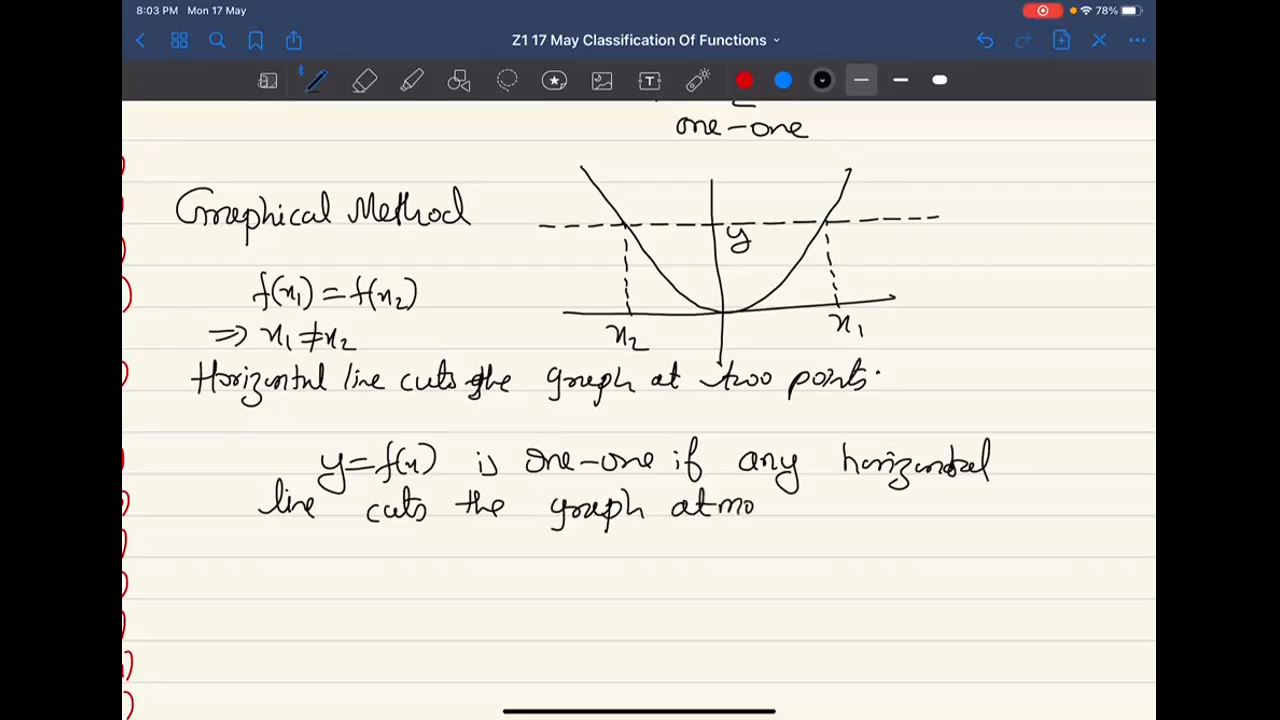 8:03 PM Mon 17 May
78%
Z1 17 May Classification Of Functions
one-one
Graphical Method
y
f(x₁) = f(x₂)
⇒ x₁ ≠ x₂
x₂
x₁
Horizontal line cuts the graph at two points.
y=f(x) is one-one if any horizontal
line cuts the graph atmo